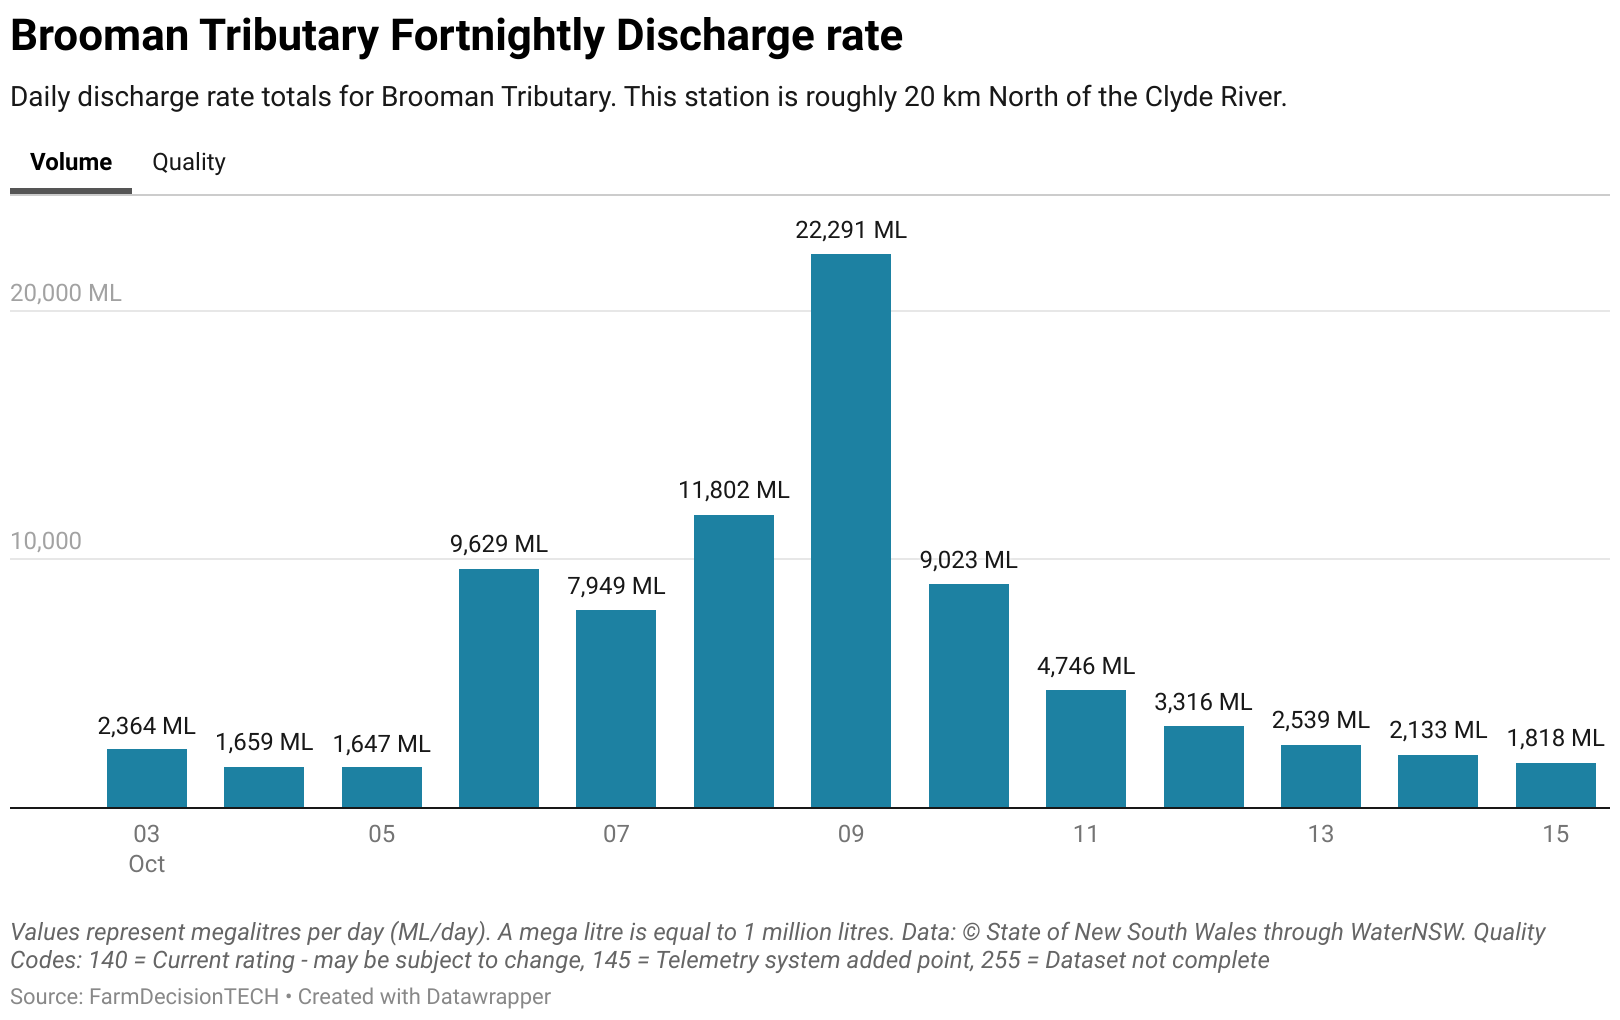 Brooman Tributary Fortnightly Discharge rate
Daily discharge rate totals for Brooman Tributary. This station is roughly 20 km North of the Clyde River.
Volume Quality
22,291 ML
20,000 ML
11,802 ML
10,000
9,629 ML
9,023 ML
7,949 ML
4,746 ML
3,316 ML
2,364 ML
2,539 ML
2,133 ML
1,659 ML
1,647 ML
1,818 ML
03 05 07 09 11 13 15
Oct
Values represent megalitres per day (ML/day). A mega litre is equal to 1 million litres. Data: © State of New South Wales through WaterNSW. Quality
Codes: 140 = Current rating - may be subject to change, 145 = Telemetry system added point, 255 = Dataset not complete
Source: FarmDecisionTECH • Created with Datawrapper